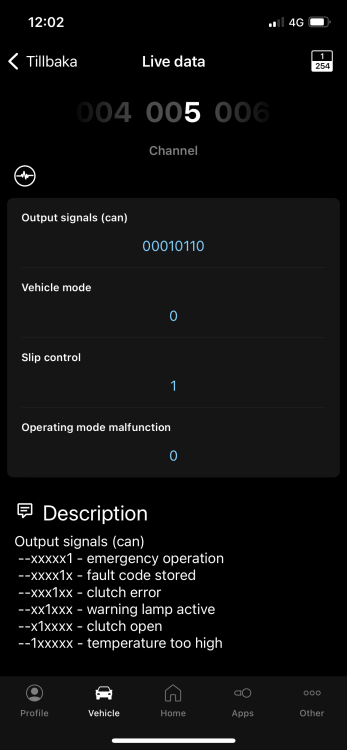 12:02
4G
Tillbaka
Live data
1
254
004 005 006
Channel
Output signals (can)
00010110
Vehicle mode
0
Slip control
1
Operating mode malfunction
0
Description
Output signals (can)
--xxxxx1 - emergency operation
--xxxx1x - fault code stored
--xxx1xx - clutch error
--xx1xxx - warning lamp active
--x1xxxx - clutch open
--1xxxxx - temperature too high
Profile
Vehicle
Home
Apps
Other